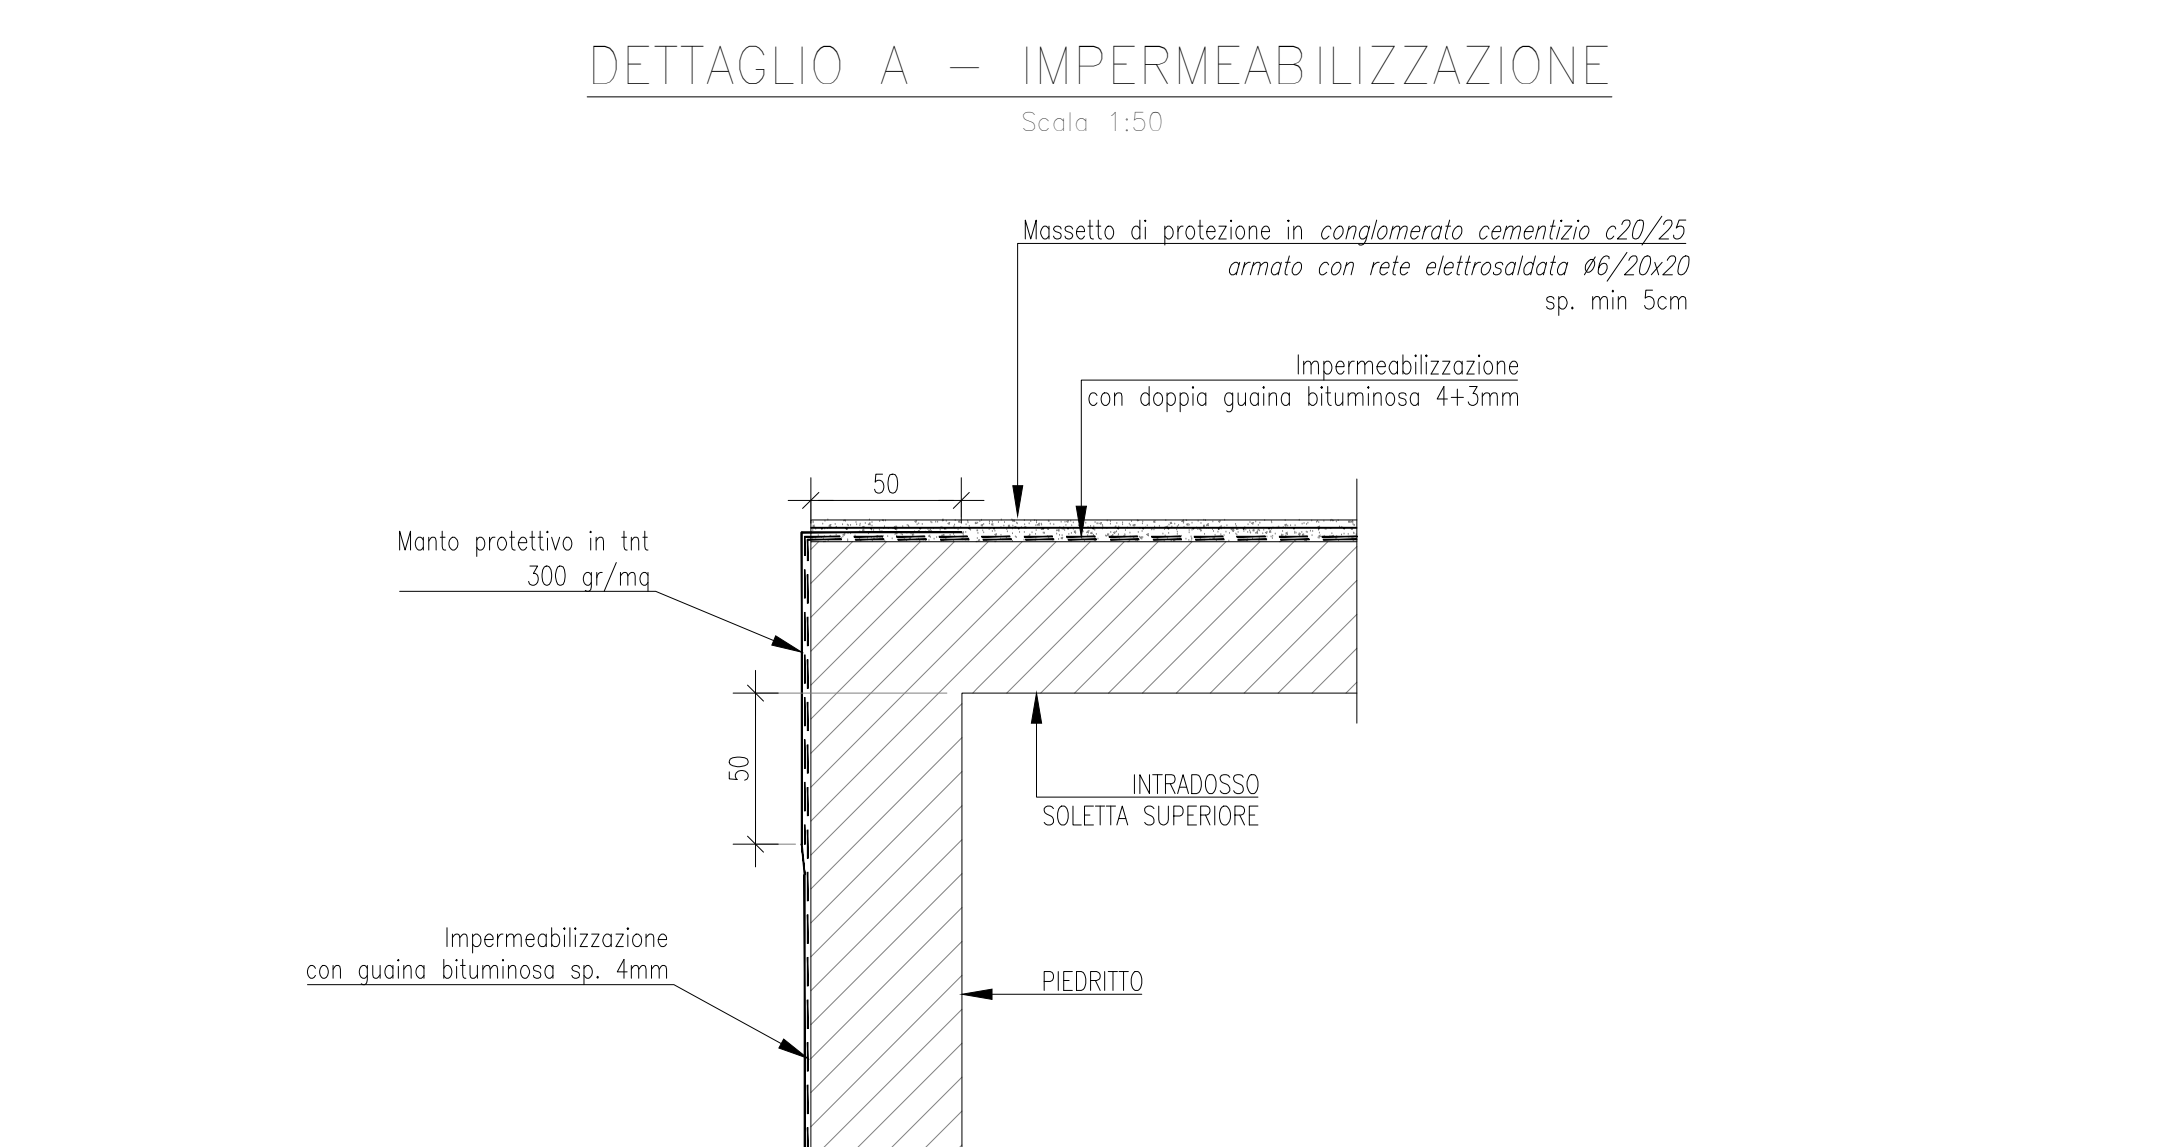 DETTAGLIO A – IMPERMEABILIZZAZIONE
Scala 1:50
Massetto di protezione in conglomerato cementizio c20/25
armato con rete elettrosaldata ø6/20x20
sp. min 5cm
Impermeabilizzazione
con doppia guaina bituminosa 4+3mm
50
Manto protettivo in tnt
300 gr/mq
50
INTRADOSSO
SOLETTA SUPERIORE
Impermeabilizzazione
con guaina bituminosa sp. 4mm
PIEDRITTO